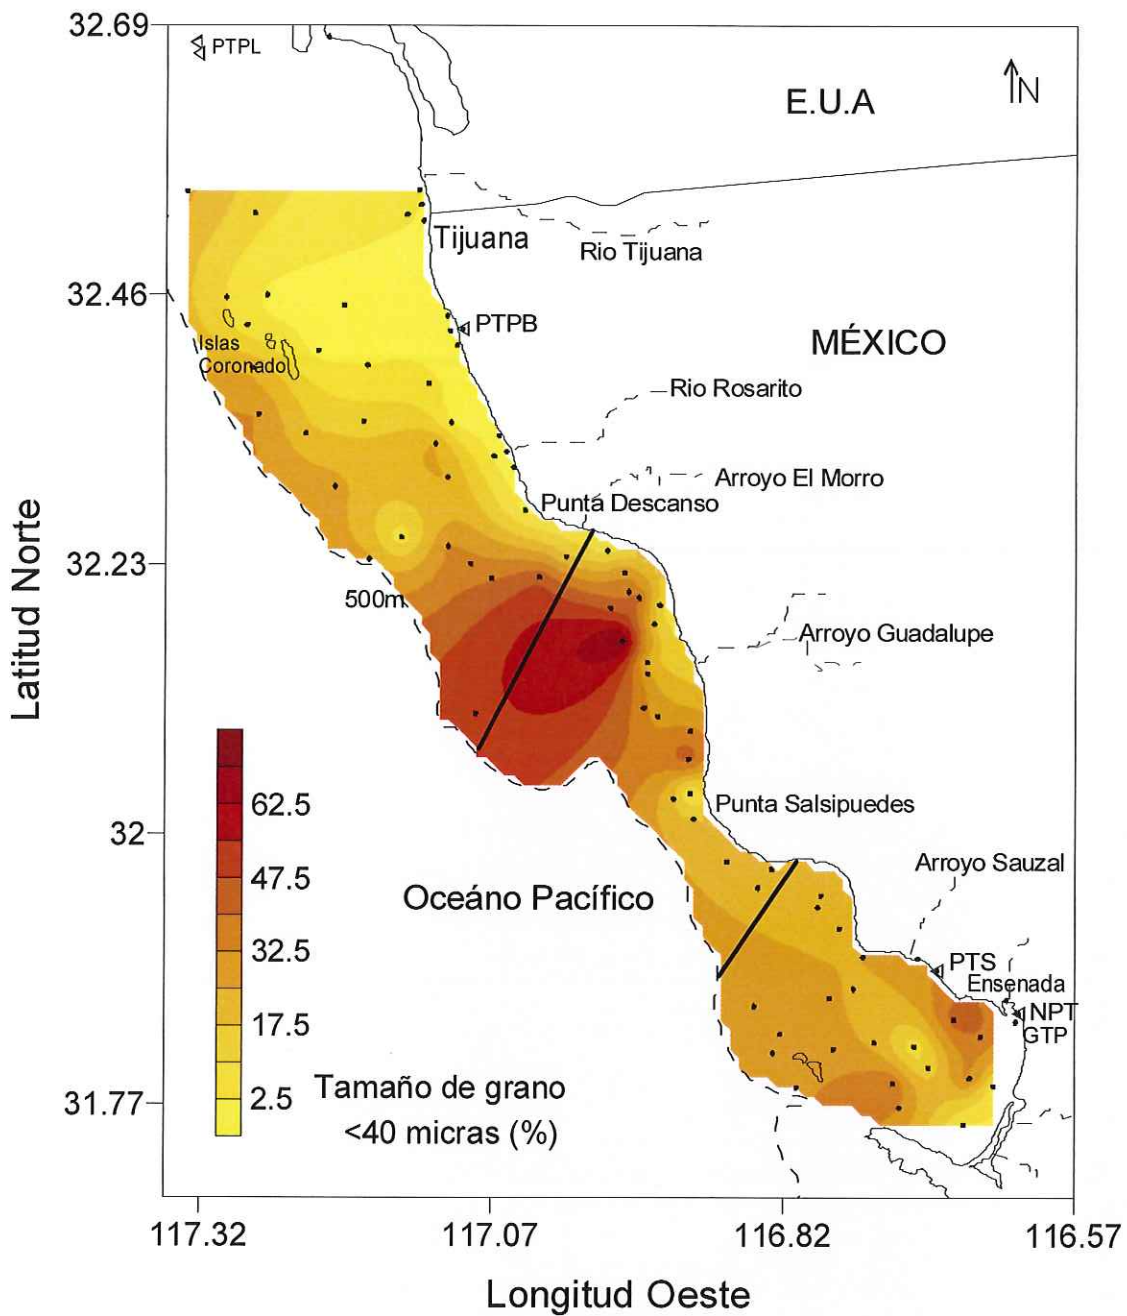 32.69
PTPL
E.U.A
N
Tijuana
Rio Tijuana
32.46
PTPB
MÉXICO
Islas
Coronado
Rio Rosarito
Arroyo El Morro
Punta Descanso
32.23
500m
Arroyo Guadalupe
Latitud Norte
62.5
Punta Salsipuedes
32
47.5
Océano Pacífico
Arroyo Sauzal
32.5
PTS
Ensenada
17.5
NPT
GTP
2.5
Tamaño de grano
<40 micras (%)
31.77
117.32
117.07
116.82
116.57
Longitud Oeste